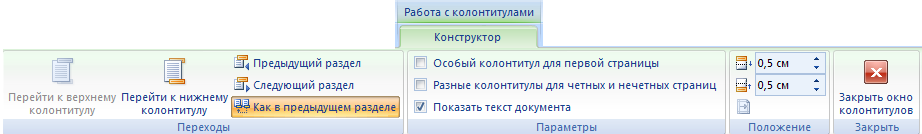 Работа с колонтитулами
Конструктор
Перейти к верхнему
колонтитулу
Перейти к нижнему
колонтитулу
Предыдущий раздел
Следующий раздел
Как в предыдущем разделе
Переходы
Особый колонтитул для первой страницы
Разные колонтитулы для четных и нечетных страниц
Показать текст документа
Параметры
0,5 см
0,5 см
Положение
Закрыть окно
колонтитулов
Закрыть